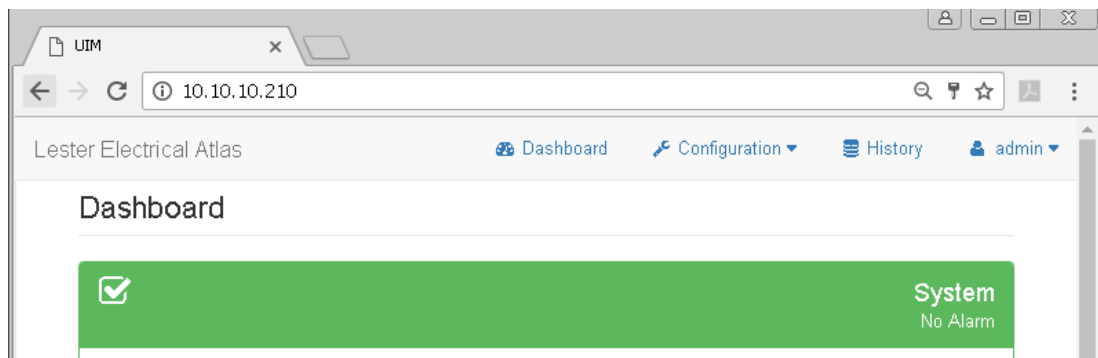 UIM
10.10.10.210
Lester Electrical Atlas Dashboard Configuration History admin
Dashboard
System
No Alarm